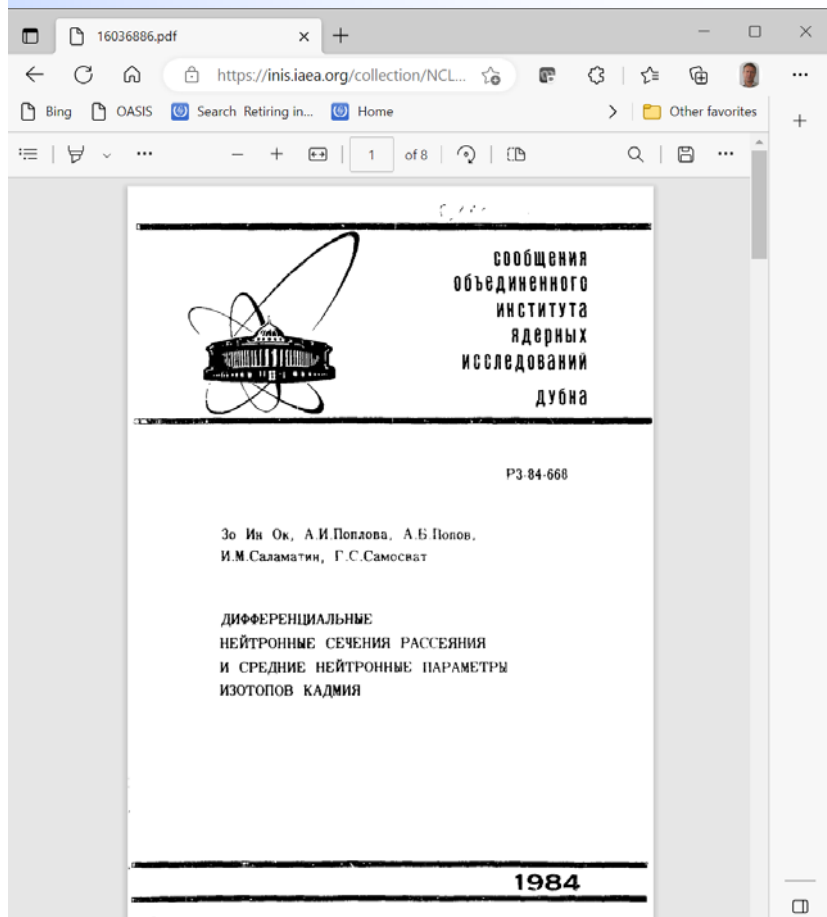 16036886.pdf
https://inis.iaea.org/collection/NCL...
Bing OASIS Search Retiring in... Home Other favorites
1 of 8
сообщения
объединенного
института
ядерных
исследований
дубна
P3-84-668
Зо Ин Ок, А.И.Поплова, А.Б.Попов,
И.М.Саламатин, Г.С.Самосват
ДИФФЕРЕНЦИАЛЬНЫЕ
НЕЙТРОННЫЕ СЕЧЕНИЯ РАССЕЯНИЯ
И СРЕДНИЕ НЕЙТРОННЫЕ ПАРАМЕТРЫ
ИЗОТОПОВ КАДМИЯ
1984